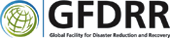 GFDRR
Global Facility for Disaster Reduction and Recovery